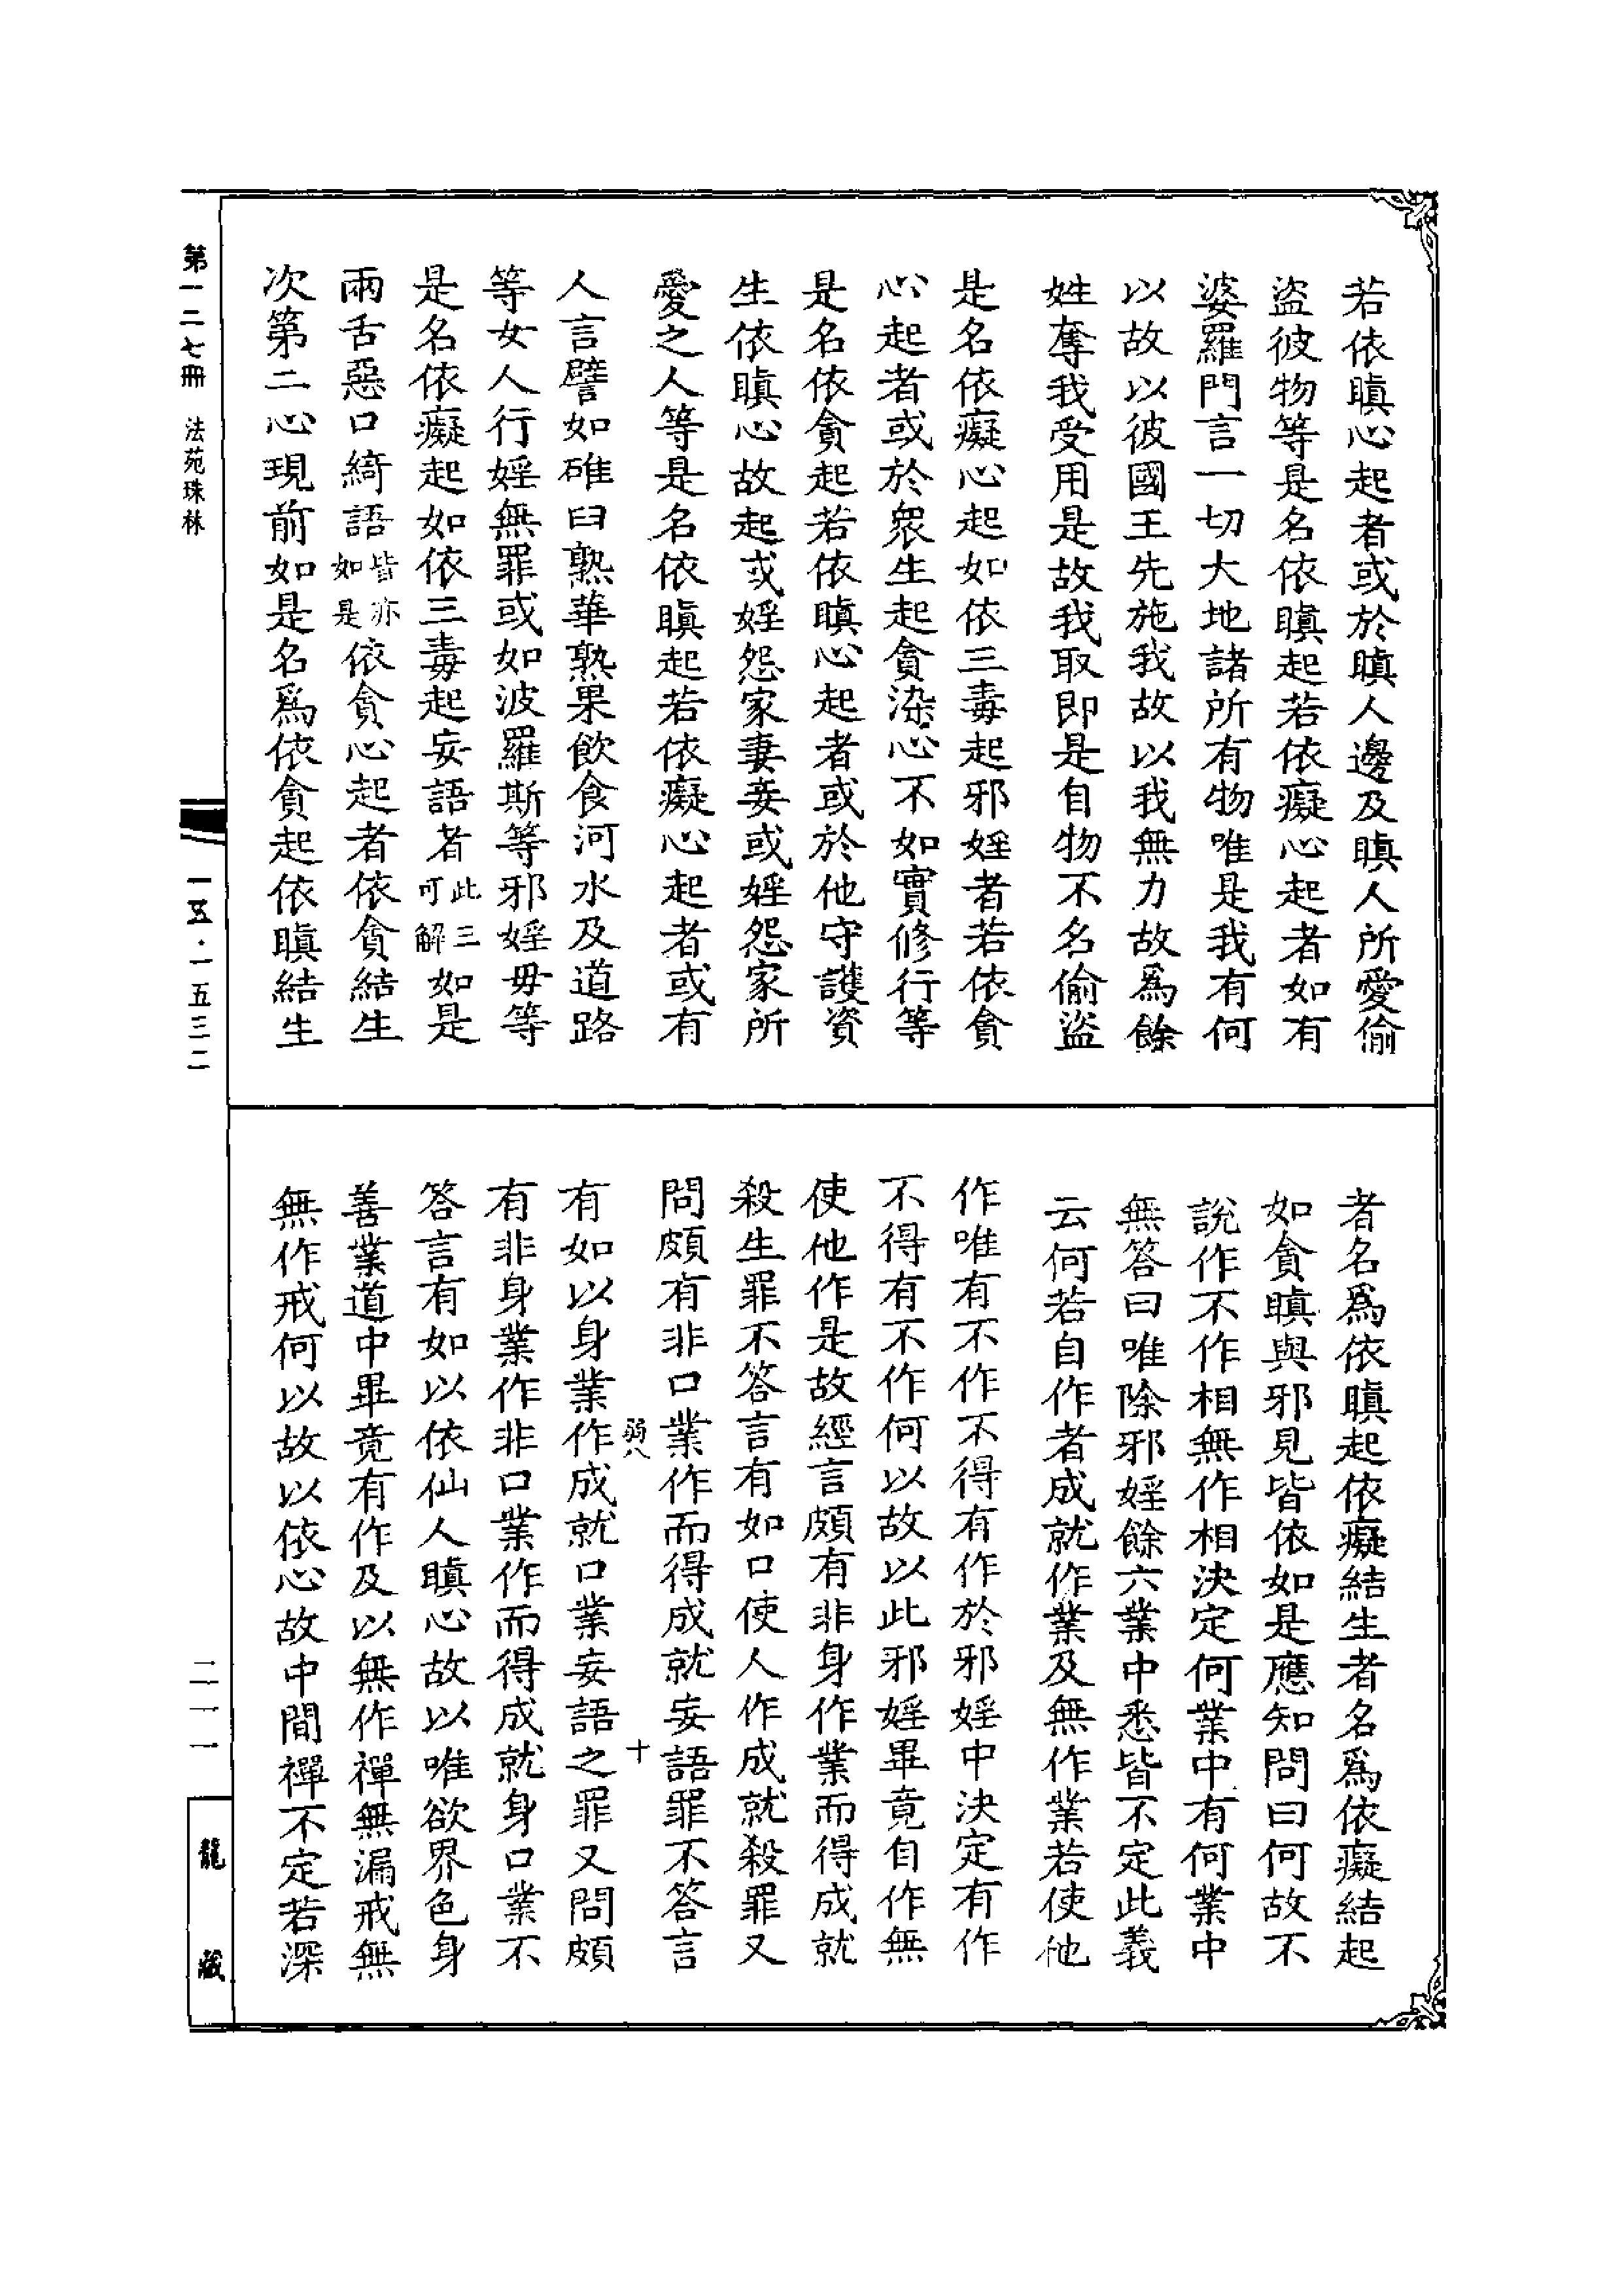 若依瞋心起者或於瞋人邊及瞋人所愛偷
盜彼物等是名依瞋起若依癡心起者如有
婆羅門言一切大地諸所有物唯是我有何
以故以彼國王先施我故以我無力故爲餘
姓奪我受用是故我取即是自物不名偷盜
是名依癡心起如依三毒起邪婬者若依貪
心起者或於衆生起貪染心不如實修行等
是名依貪起若依瞋心起者或於他守護資
生依瞋心故起或婬怨家妻妾或婬怨家所
愛之人等是名依瞋起若依癡心起者或有
人言譬如碓臼熟華熟果飲食河水及道路
等女人行婬無罪或如波羅斯等邪婬毋等
是名依癡起如依三毒起妄語者此三可解如是
兩舌惡口綺語皆亦如是依貪心起者依貪結生
次第二心現前如是名爲依貪起依瞋結生
者名爲依瞋起依癡結生者名爲依癡結起
如貪瞋與邪見皆依如是應知問曰何故不
說作不作相無作相決定何業中有何業中
無答曰唯除邪婬餘六業中悉皆不定此義
云何若自作者成就作業及無作業若使他
作唯有不作不得有作於邪婬中決定有作
不得有不作何以故以此邪婬畢竟自作無
使他作是故經言頗有非身作業而得成就
殺生罪不答言有如口使人作成就殺罪又
問頗有非口業作而得成就妄語罪不答言
弱八
十
有如以身業作成就口業妄語之罪又問頗
有非身業作非口業作而得成就身口業不
答言有如以依仙人瞋心故以唯欲界色身
善業道中畢竟有作及以無作禪無漏戒無
無作戒何以故以依心故中間禪不定若深
第一二七冊 法苑珠林
一五·一五三二
二一一
龍藏